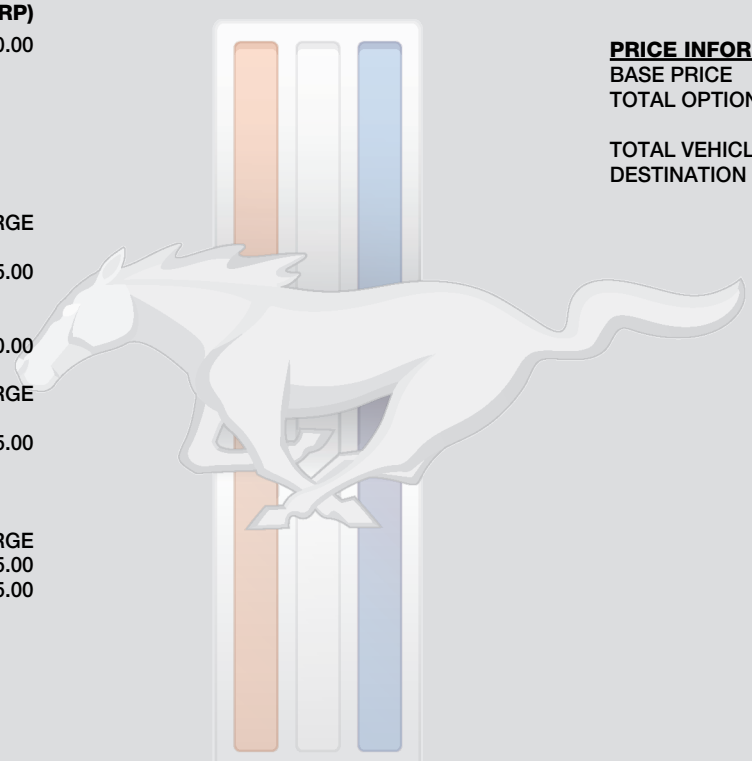 RP)
0.00
RGE
5.00
0.00
RGE
5.00
RGE
5.00
5.00
PRICE INFOR
BASE PRICE
TOTAL OPTION
TOTAL VEHICL
DESTINATION